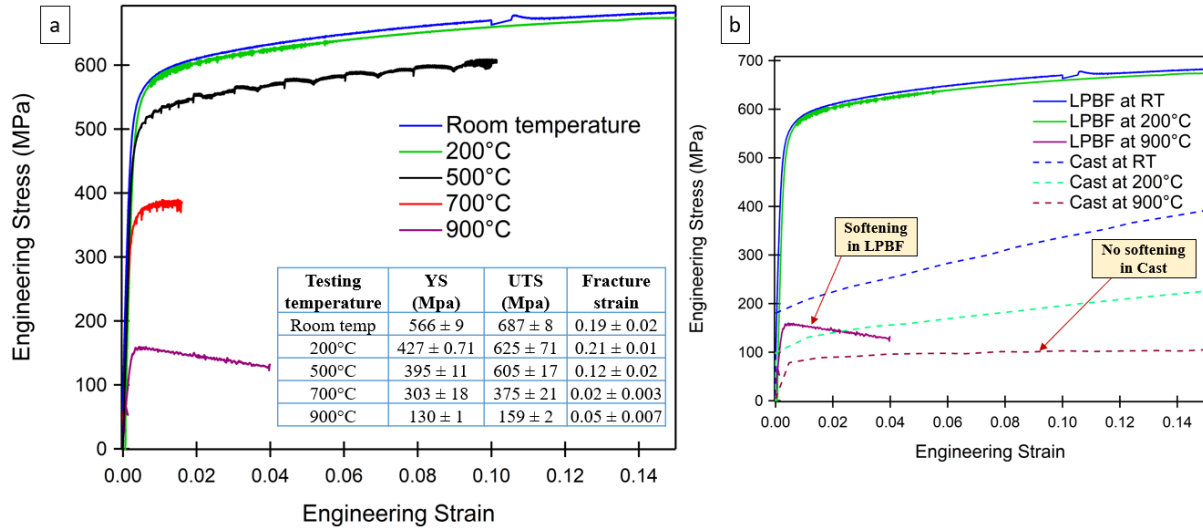 a
Engineering Stress (MPa)
600
500
400
300
200
100
0
Room temperature
200°C
500°C
700°C
900°C
Testing temperature YS (Mpa) UTS (Mpa) Fracture strain
Room temp 566 ± 9 687 ± 8 0.19 ± 0.02
200°C 427 ± 0.71 625 ± 71 0.21 ± 0.01
500°C 395 ± 11 605 ± 17 0.12 ± 0.02
700°C 303 ± 18 375 ± 21 0.02 ± 0.003
900°C 130 ± 1 159 ± 2 0.05 ± 0.007
0.00 0.02 0.04 0.06 0.08 0.10 0.12 0.14
Engineering Strain
b
Engineering Stress (MPa)
700
600
500
400
300
200
100
0
LPBF at RT
LPBF at 200°C
LPBF at 900°C
Cast at RT
Cast at 200°C
Cast at 900°C
Softening
in LPBF
No softening
in Cast
0.00 0.02 0.04 0.06 0.08 0.10 0.12 0.14
Engineering Strain